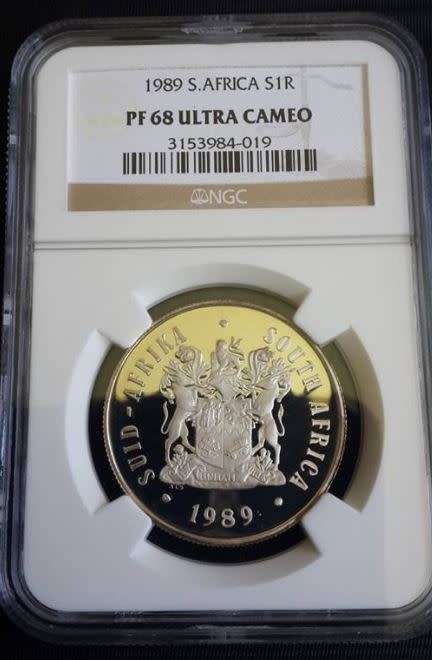 1989 S.AFRICA S1R
PF 68 ULTRA CAMEO
3153984-019
NGC
SUID-AFRIKA · SOUTH AFRICA
· 1989 ·